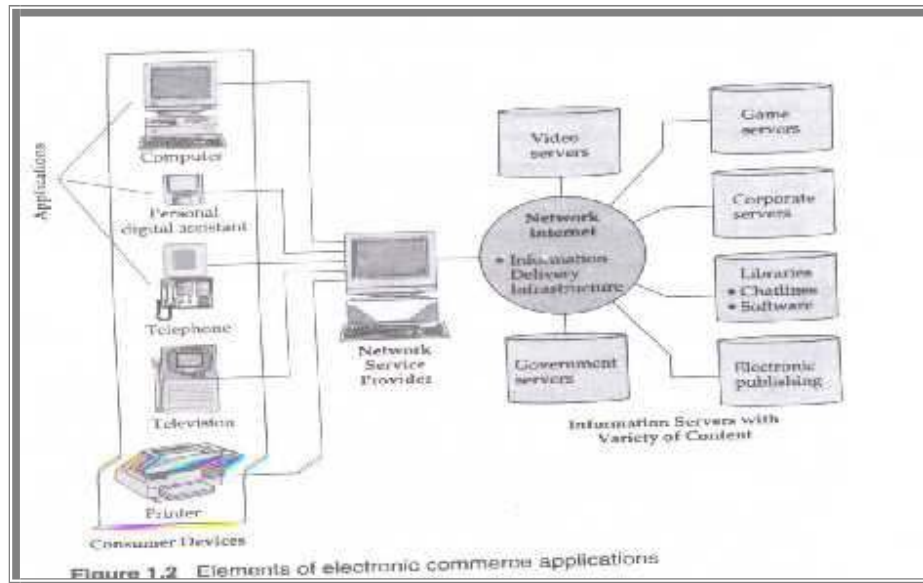 Applications
Computer
Personal
digital assistant
Telephone
Television
Printer
Consumer Devices
Network
Service
Provider
Video
servers
Network
Internet
• Information
Delivery
Infrastructure
Government
servers
Game
servers
Corporate
servers
Libraries
• Chatlines
• Software
Electronic
publishing
Information Servers with
Variety of Content
Figure 1.2 Elements of electronic commerce applications